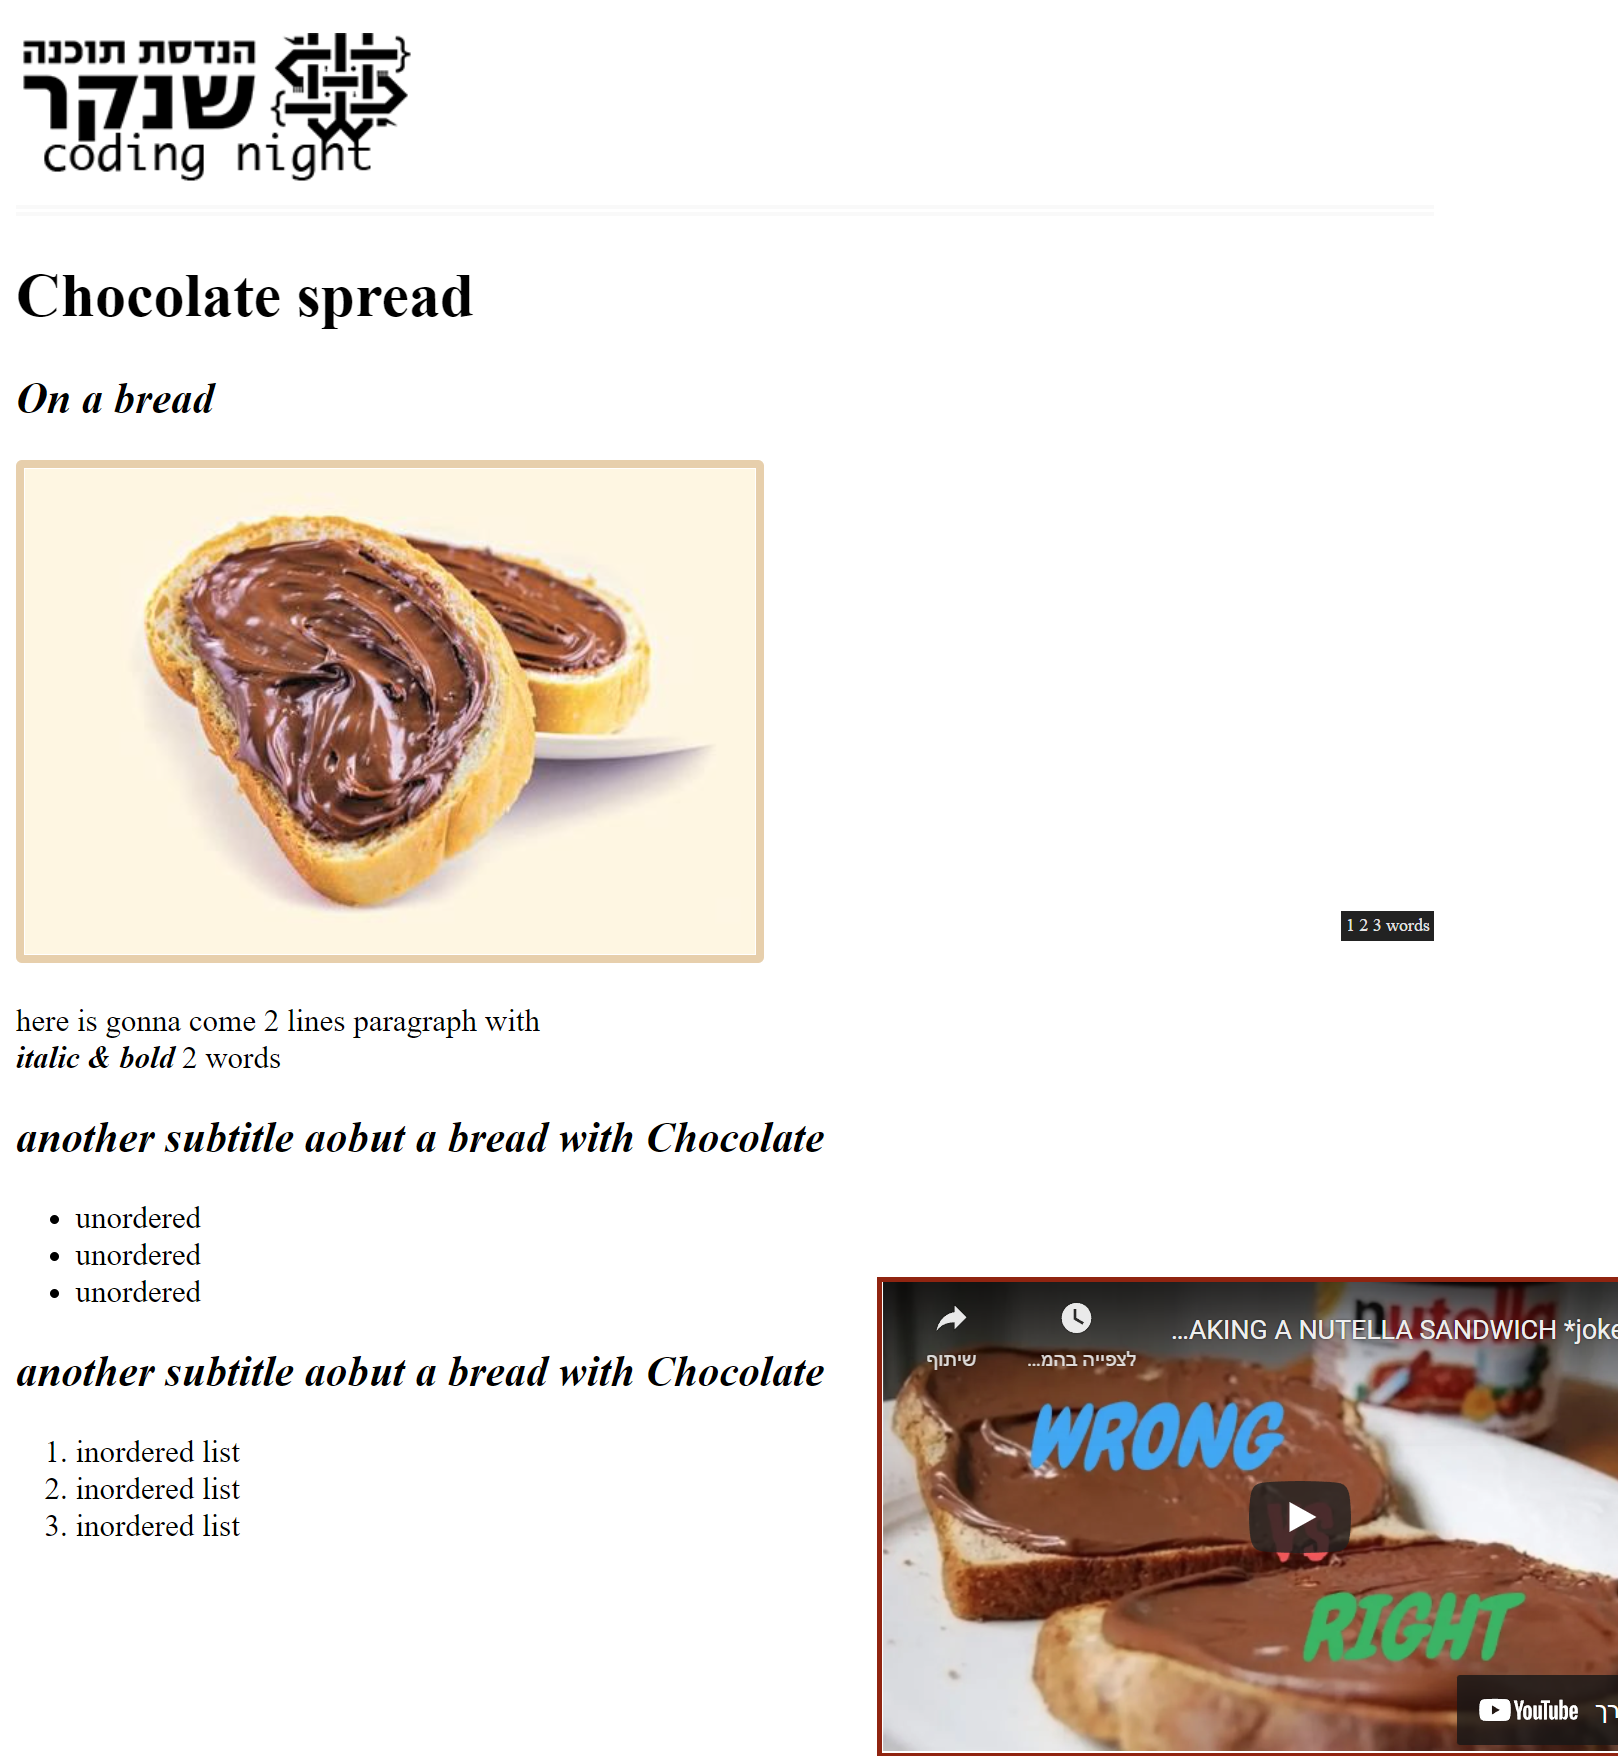 הנדסת תוכנה
שנקר
coding night
Chocolate spread
On a bread
1 2 3 words
here is gonna come 2 lines paragraph with
italic & bold 2 words
another subtitle aobut a bread with Chocolate
unordered
unordered
unordered
another subtitle aobut a bread with Chocolate
1. inordered list
2. inordered list
3. inordered list
nutella
...AKING A NUTELLA SANDWICH *joke
שיתוף
לצפייה בהמ...
WRONG
VS
RIGHT
YouTube